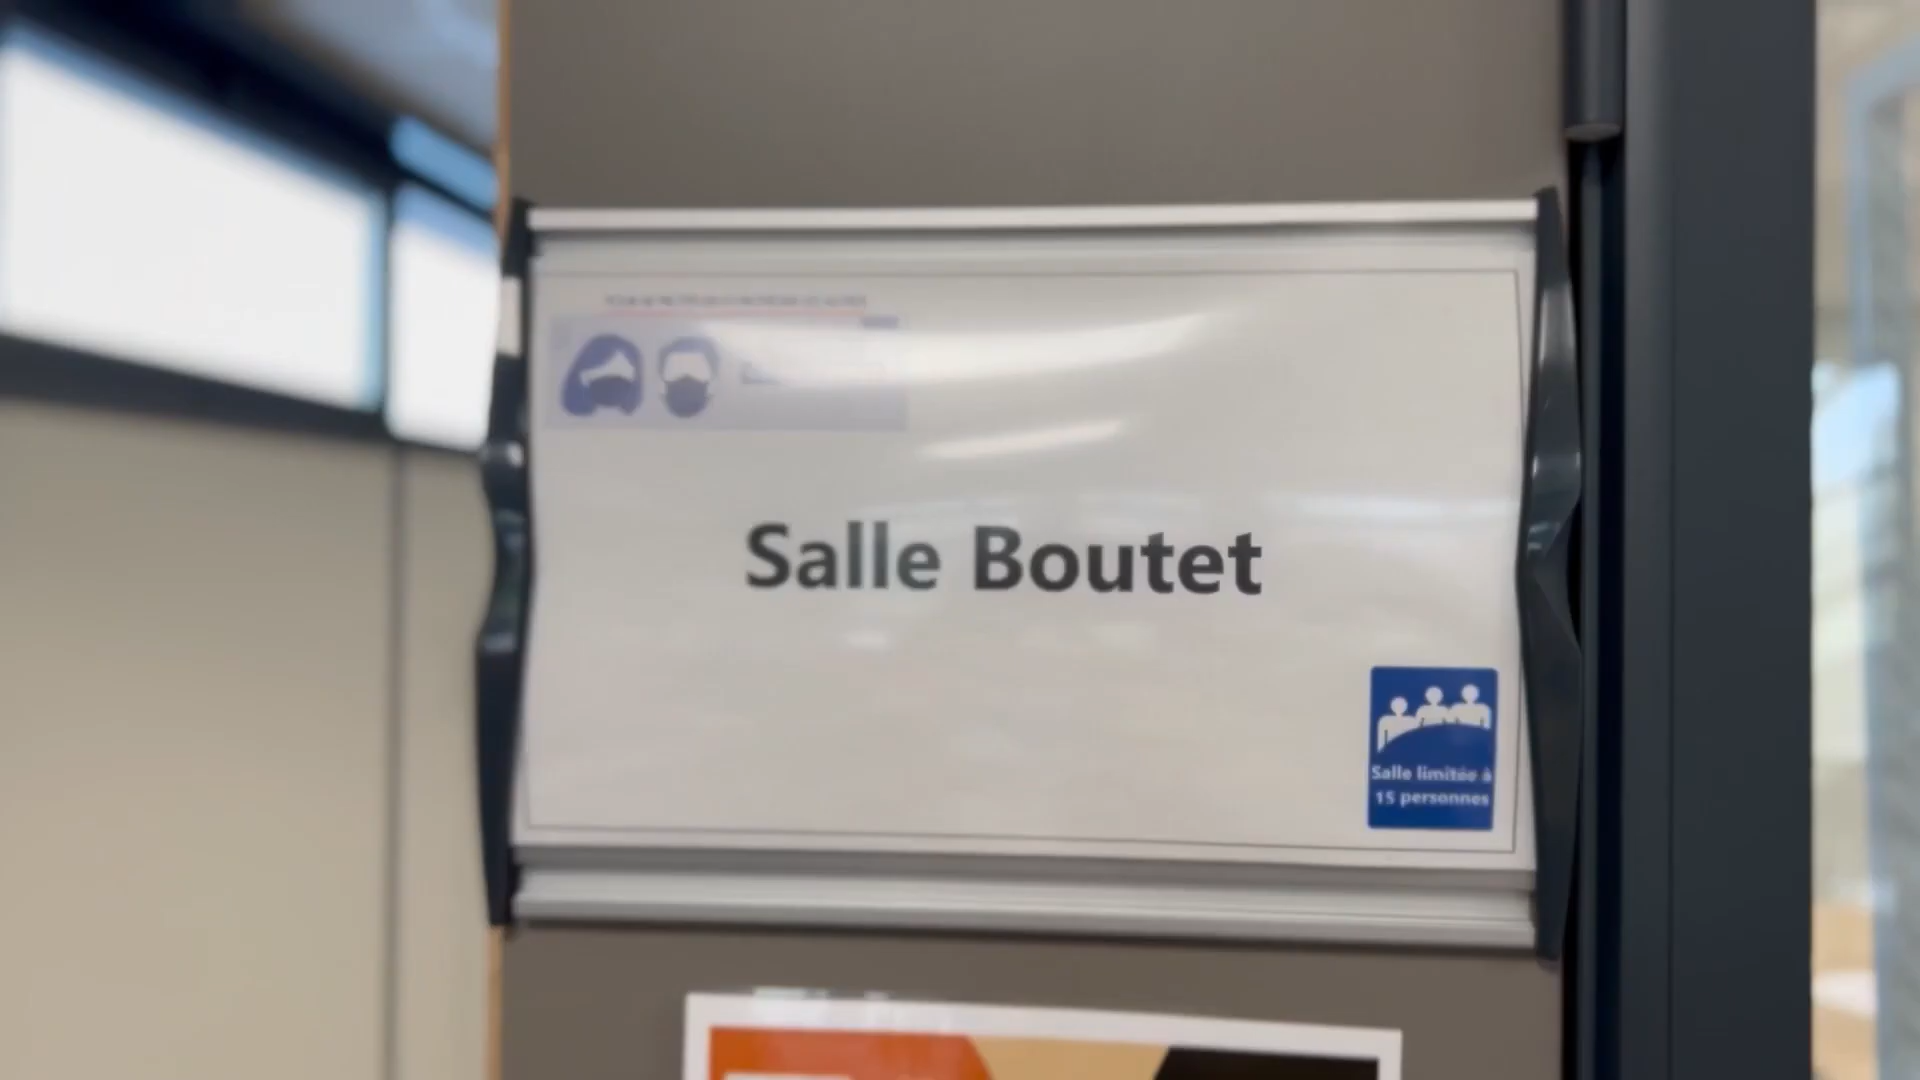 Salle Boutet
Salle limitée à
15 personnes